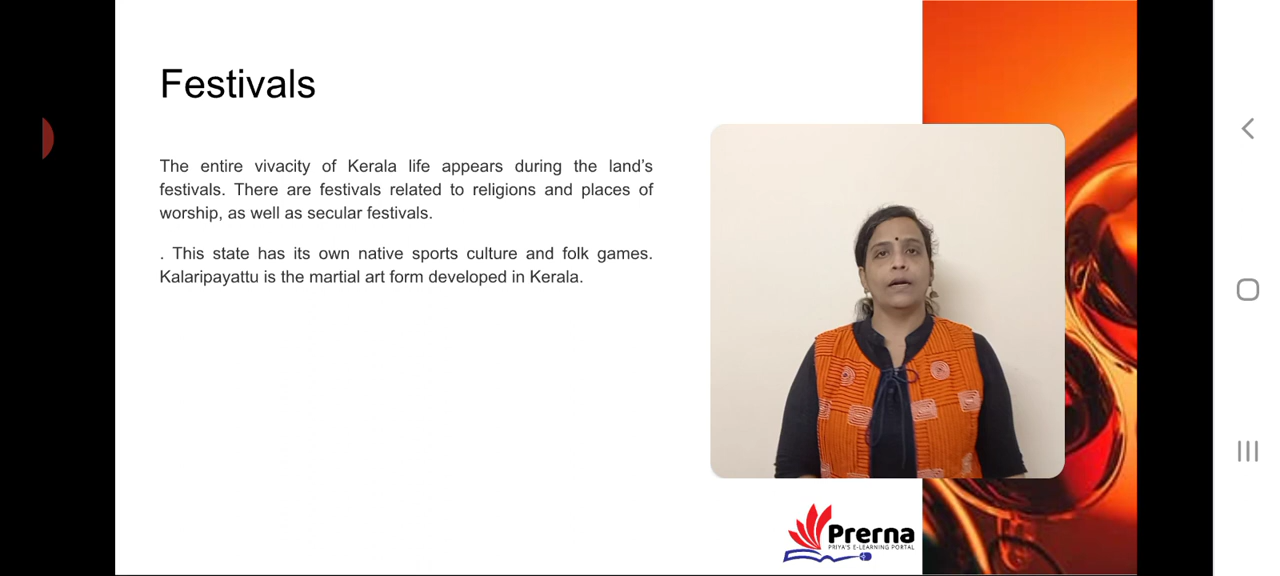 Festivals
The entire vivacity of Kerala life appears during the land's
festivals. There are festivals related to religions and places of
worship, as well as secular festivals.
. This state has its own native sports culture and folk games.
Kalaripayattu is the martial art form developed in Kerala.
Prerna
PRIYA'S E-LEARNING PORTAL